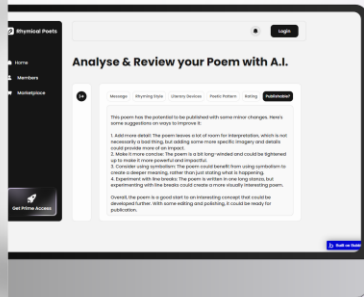 Rhymical Poets
Login
Home
Members
Marketplace
Analyse & Review your Poem with A.I.
Message Rhyming Style Literary Devices Poetic Pattern Rating Publishable?
This poem has the potential to be published with some minor changes. Here's
some suggestions on ways to improve it:
1. Add more detail: The poem leaves a lot of room for interpretation, which is not
necessarily a bad thing, but adding some more specific imagery and details
could provide more of an impact.
2. Make it more concise: The poem is a bit long-winded and could be tightened
up to make it more powerful and impactful.
3. Consider using symbolism: The poem could benefit from using symbolism to
create a deeper meaning, rather than just stating what is happening.
4. Experiment with line breaks: The poem is written in one long stanza, but
experimenting with line breaks could create a more visually interesting poem.
Overall, the poem is a good start to an interesting concept that could be
developed further. With some editing and polishing, it could be ready for
publication.
Get Prime Access